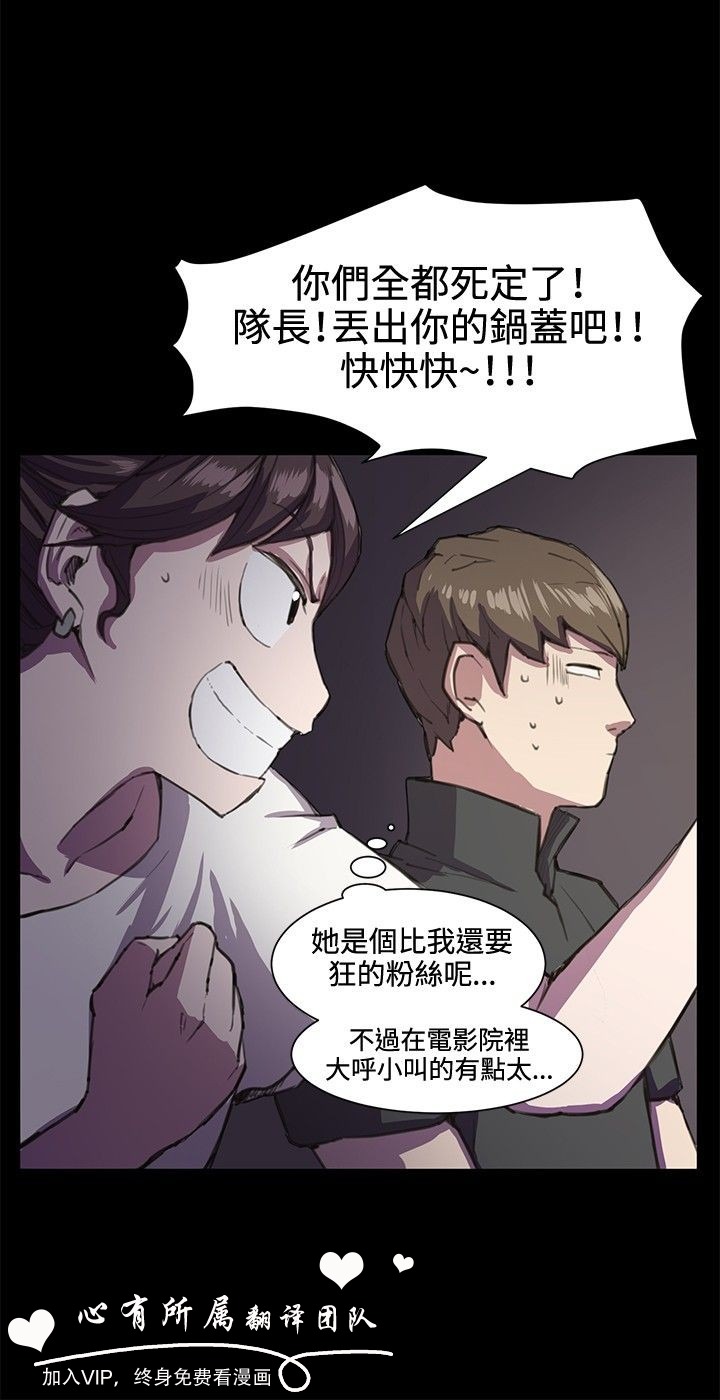 你們全都死定了!
隊長!丟出你的鍋蓋吧!!
快快快~!!!
她是個比我還要
狂的粉絲呢...
不過在電影院裡
大呼小叫的有點太...
心有所属翻译团队
加入VIP，终身免费看漫画